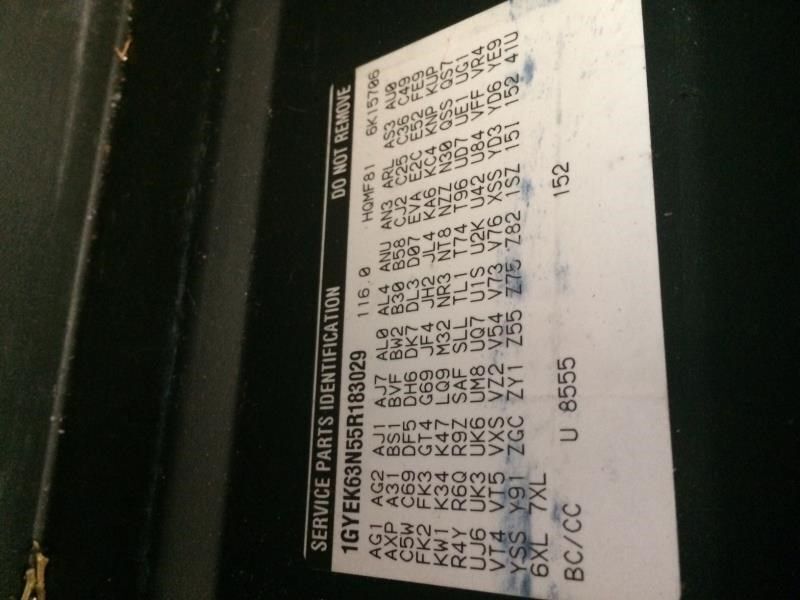 SERVICE PARTS IDENTIFICATION DO NOT REMOVE
1GYEK63N55R183029 116.0 HQMF81 6K15706
AG1 AG2 AJ1 AJ7 AL0 AL4 ANU AN3 ARL AS3 AU0
AXP A31 BS1 BVF BW2 B30 B58 CJ2 C25 C36 C49
C5W C69 DF5 DH6 DK7 DL3 D07 EVA E2C E52 FE9
FK2 FK3 GT4 G69 JF4 JH2 JL4 KA6 KC4 KNP KUP
KW1 K34 K47 LQ9 M32 NR3 NT8 NZZ N30 QSS QS7
R4Y R6Q R9Z SAF SLL TL1 T74 T96 UD7 UE1 UG1
UJ6 UK3 UK6 UM8 UQ7 U1S U2K U42 U84 VFF VR4
VT4 VT5 VXS VZ2 V54 V73 V76 XSS YD3 YD6 YE9
YSS Y91 ZGC ZY1 Z55 Z75 Z82 1SZ 151 152 41U
6XL 7XL
BC/CC U 8555 152